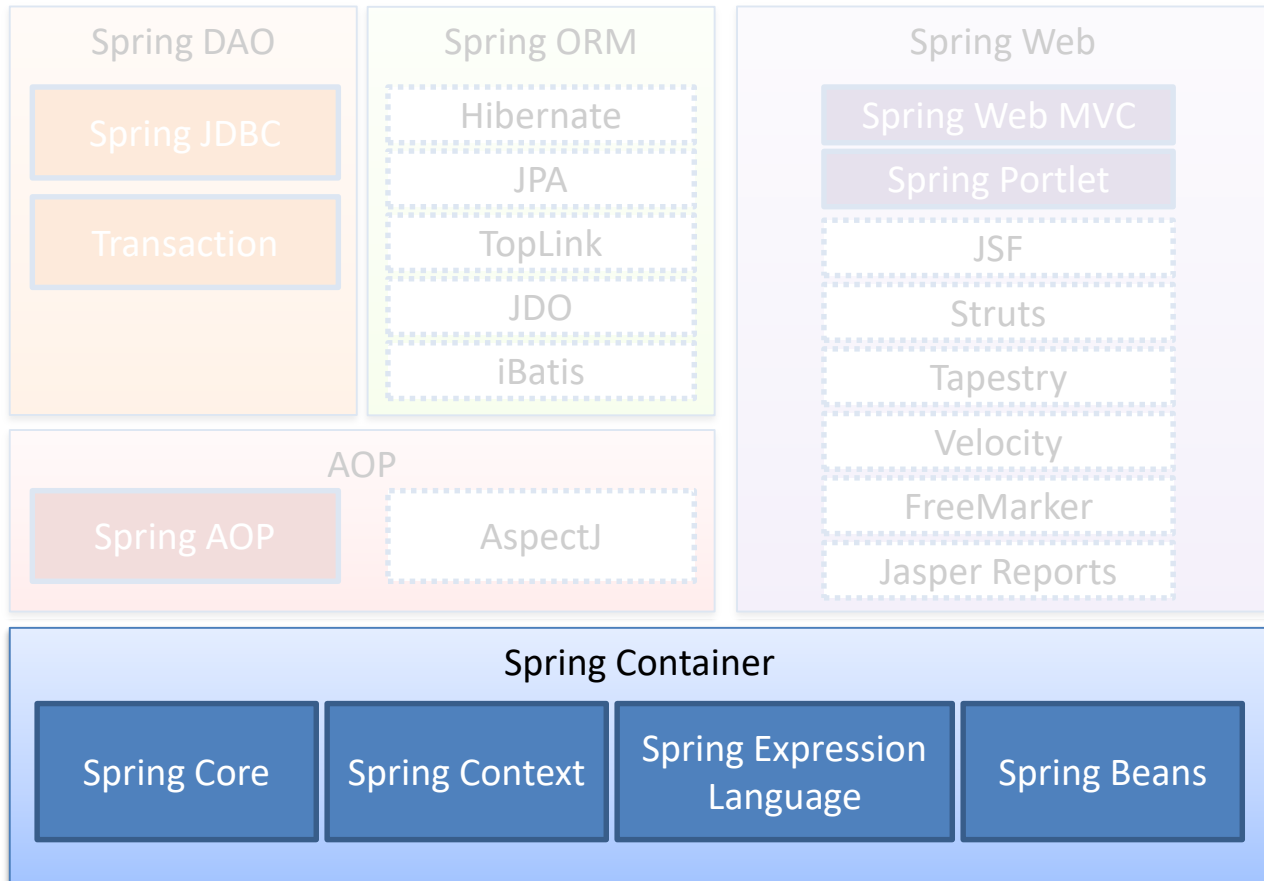 Spring DAO
Spring JDBC
Transaction
Spring ORM
Hibernate
JPA
TopLink
JDO
iBatis
Spring Web
Spring Web MVC
Spring Portlet
JSF
Struts
Tapestry
Velocity
FreeMarker
Jasper Reports
AOP
Spring AOP
AspectJ
Spring Container
Spring Core
Spring Context
Spring Expression
Language
Spring Beans